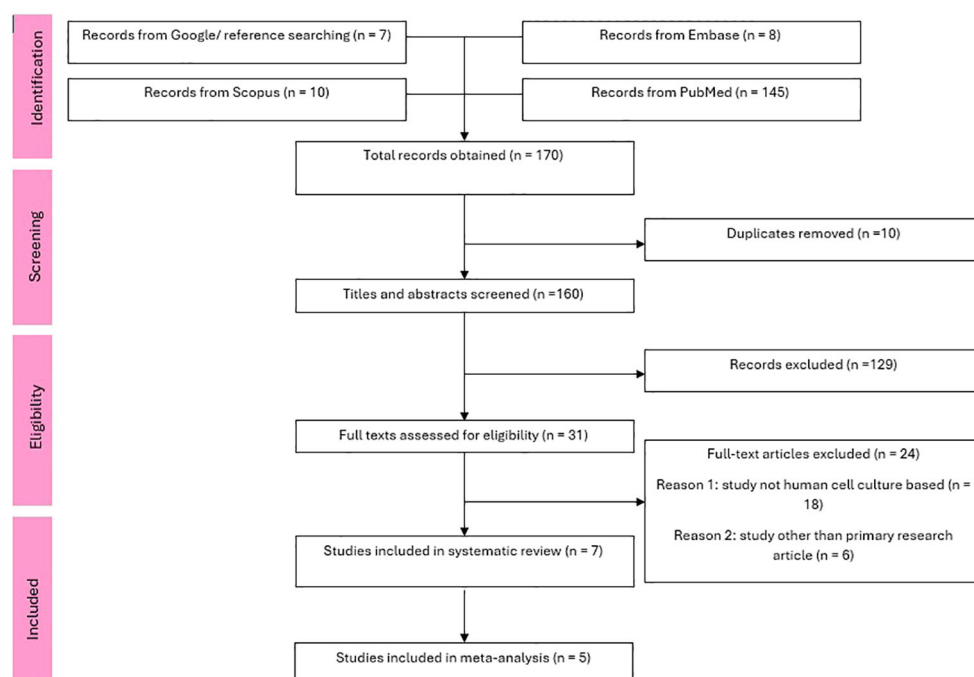 Identification
Records from Google/ reference searching (n = 7)
Records from Embase (n = 8)
Records from Scopus (n = 10)
Records from PubMed (n = 145)
Total records obtained (n = 170)
Screening
Duplicates removed (n =10)
Titles and abstracts screened (n =160)
Eligibility
Records excluded (n =129)
Full texts assessed for eligibility (n = 31)
Full-text articles excluded (n = 24)
Reason 1: study not human cell culture based (n =
18)
Reason 2: study other than primary research
article (n = 6)
Included
Studies included in systematic review (n = 7)
Studies included in meta-analysis (n = 5)